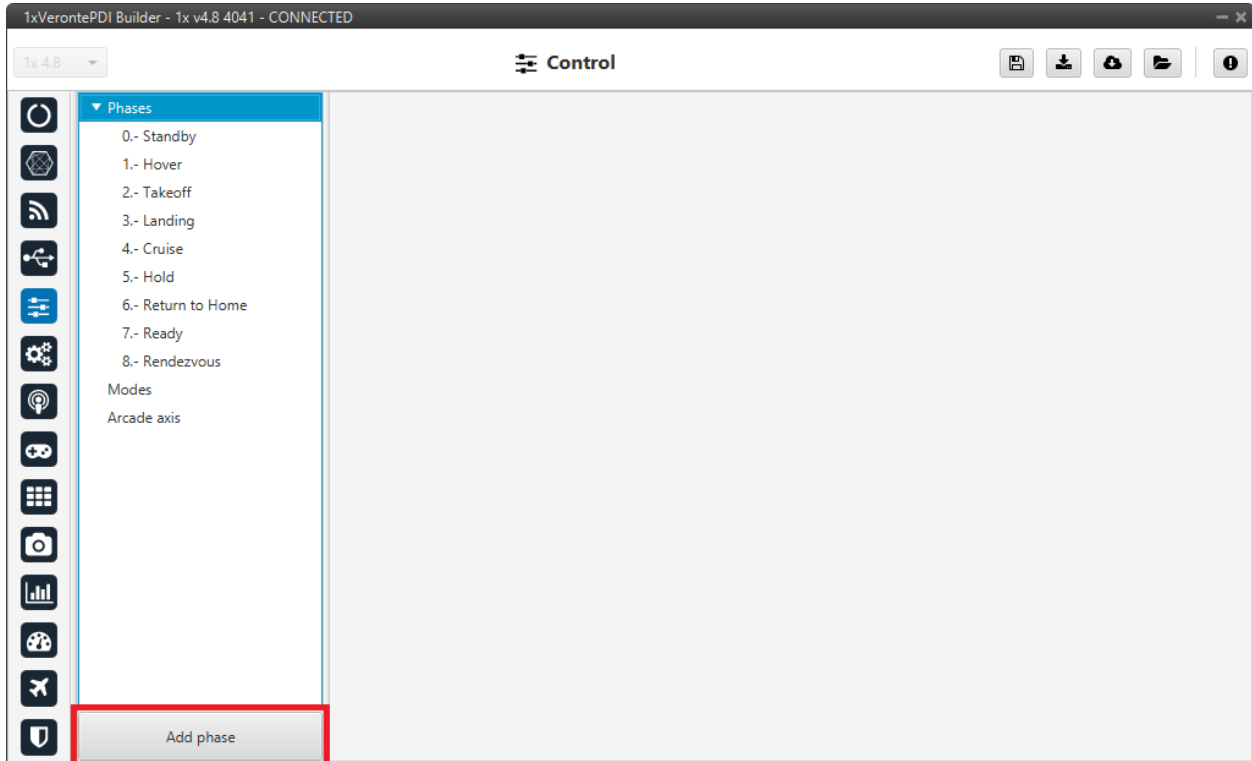 1xVerontePDI Builder - 1x v4.8 4041 - CONNECTED
1x 4.8
Control
Phases
0.- Standby
1.- Hover
2.- Takeoff
3.- Landing
4.- Cruise
5.- Hold
6.- Return to Home
7.- Ready
8.- Rendezvous
Modes
Arcade axis
Add phase